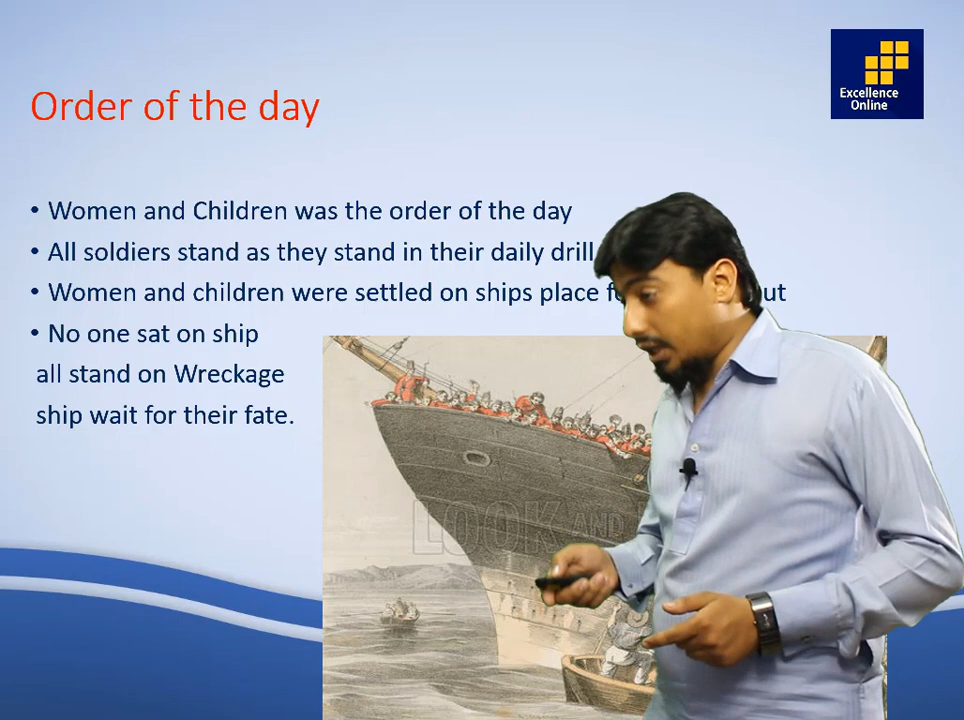 Excellence
Online
Order of the day
• Women and Children was the order of the day
• All soldiers stand as they stand in their daily drill
• Women and children were settled on ships place
• No one sat on ship
all stand on Wreckage
ship wait for their fate.
LOOK AND